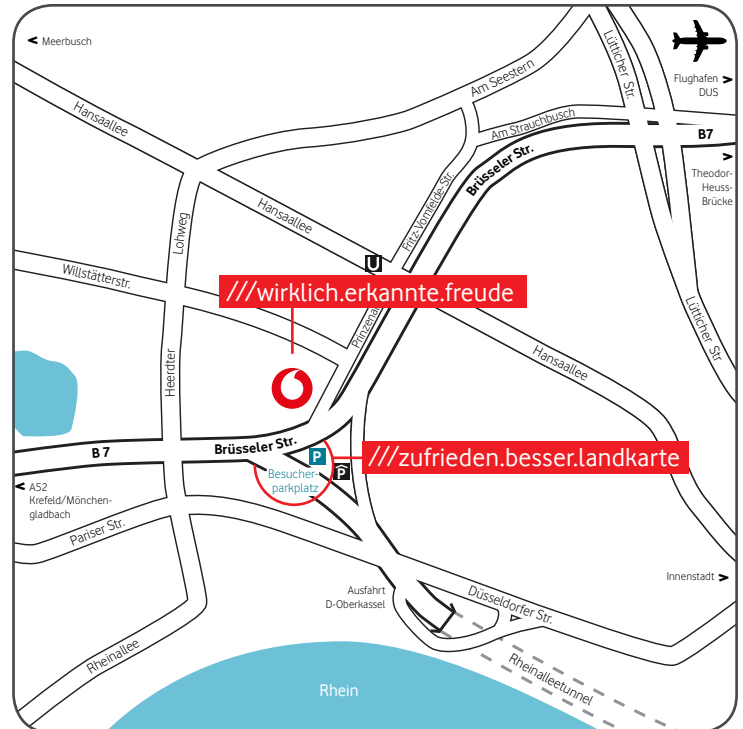 < Meerbusch
Am Seestern
Lütticher Str.
Flughafen >
DUS
Hansaallee
Am Strauchbusch
B7
Brüsseler Str.
>
Theodor-
Heuss-
Brücke
Fritz-Vomfelde-Str.
Lohweg
Hansaallee
U
Willstätterstr.
///wirklich.erkannte.freude
Lütticher Str
Hansaallee
Heerdter
B 7
Brüsseler Str.
P
Besucher-
parkplatz
P
///zufrieden.besser.landkarte
< A52
Krefeld/Mönchen-
gladbach
Pariser Str.
Innenstadt >
Ausfahrt
D-Oberkassel
Düsseldorfer Str.
Rheinallee
Rheinalleetunnel
Rhein